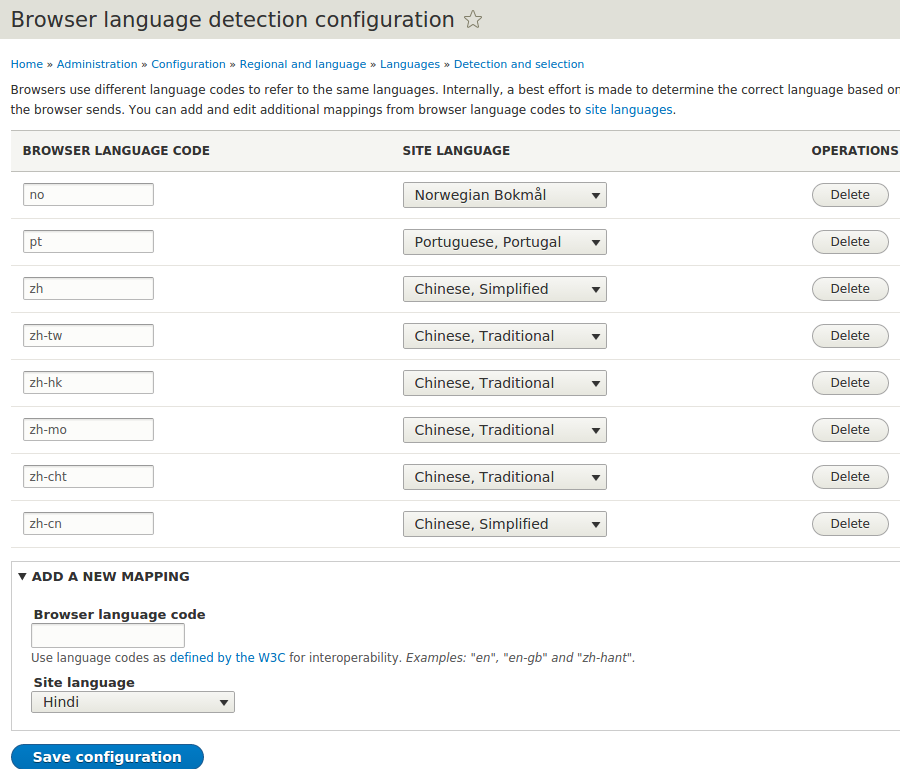 Browser language detection configuration
Home » Administration » Configuration » Regional and language » Languages » Detection and selection
Browsers use different language codes to refer to the same languages. Internally, a best effort is made to determine the correct language based on
the browser sends. You can add and edit additional mappings from browser language codes to site languages.
BROWSER LANGUAGE CODE SITE LANGUAGE OPERATIONS
no Norwegian Bokmål Delete
pt Portuguese, Portugal Delete
zh Chinese, Simplified Delete
zh-tw Chinese, Traditional Delete
zh-hk Chinese, Traditional Delete
zh-mo Chinese, Traditional Delete
zh-cht Chinese, Traditional Delete
zh-cn Chinese, Simplified Delete
ADD A NEW MAPPING
Browser language code
Use language codes as defined by the W3C for interoperability. Examples: "en", "en-gb" and "zh-hant".
Site language
Hindi
Save configuration